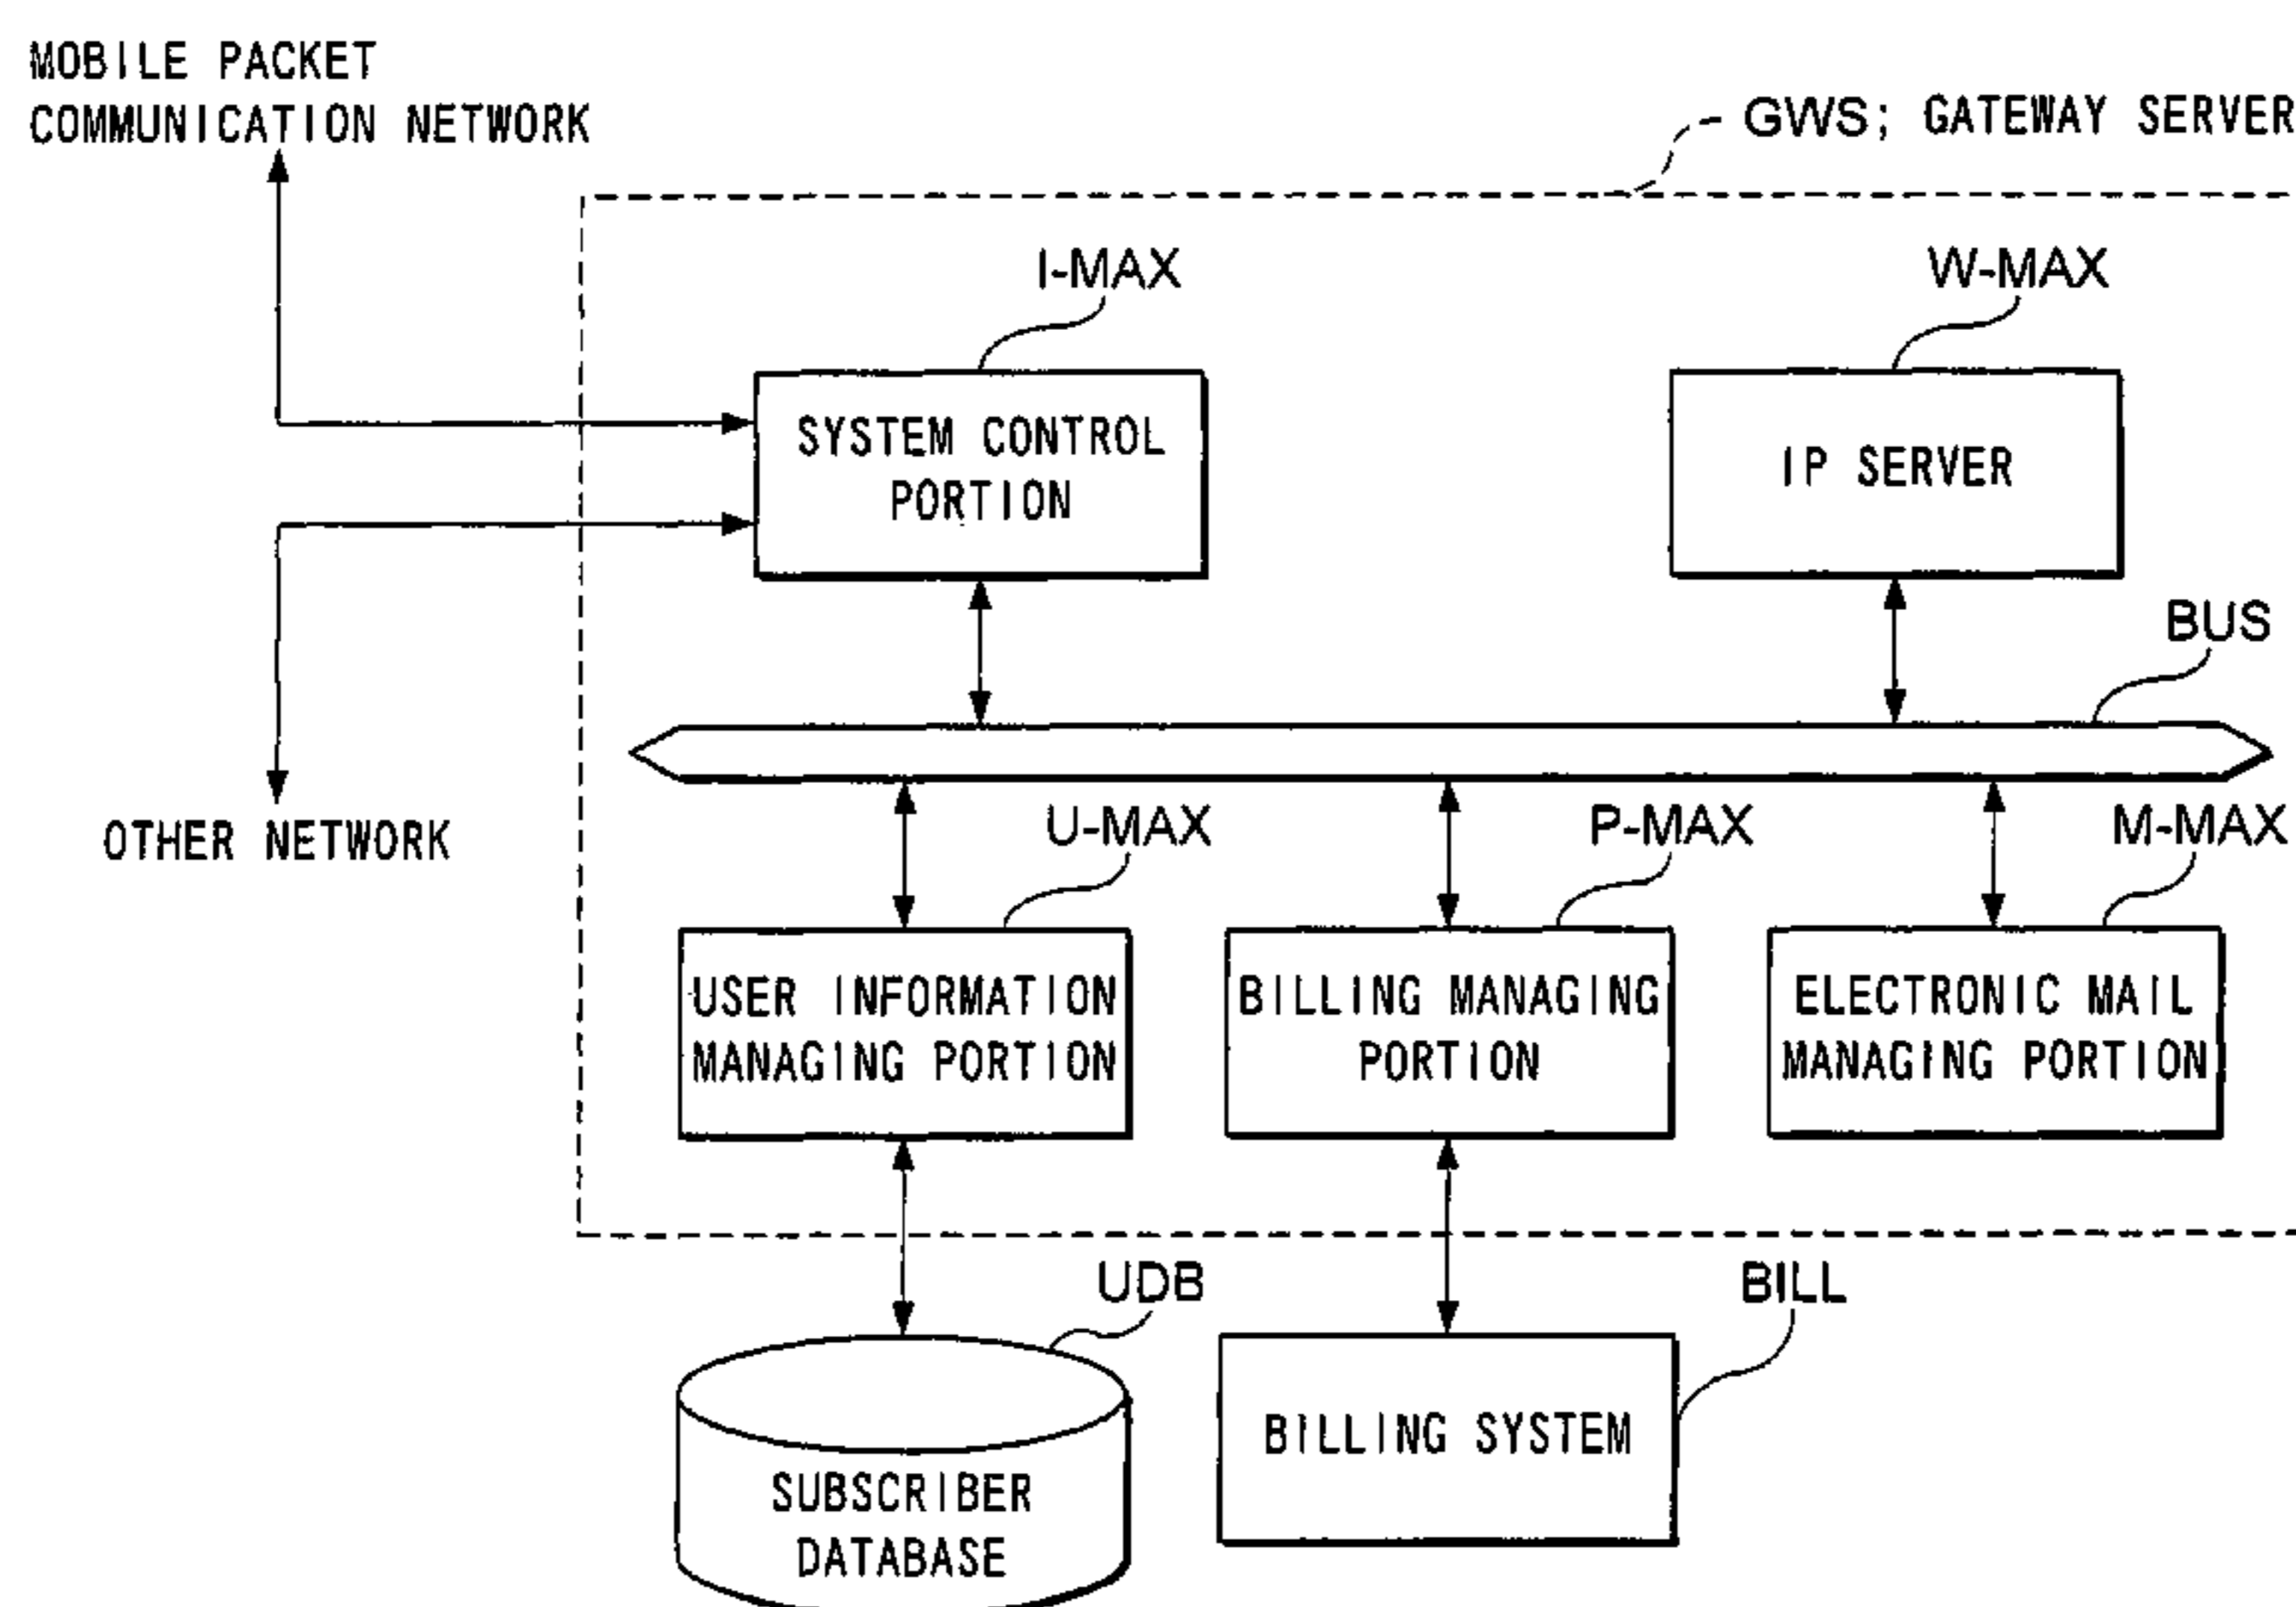 MOBILE PACKET
COMMUNICATION NETWORK
GWS; GATEWAY SERVER
I-MAX
W-MAX
SYSTEM CONTROL
PORTION
IP SERVER
BUS
OTHER NETWORK
U-MAX
P-MAX
M-MAX
USER INFORMATION
MANAGING PORTION
BILLING MANAGING
PORTION
ELECTRONIC MAIL
MANAGING PORTION
UDB
BILL
SUBSCRIBER
DATABASE
BILLING SYSTEM